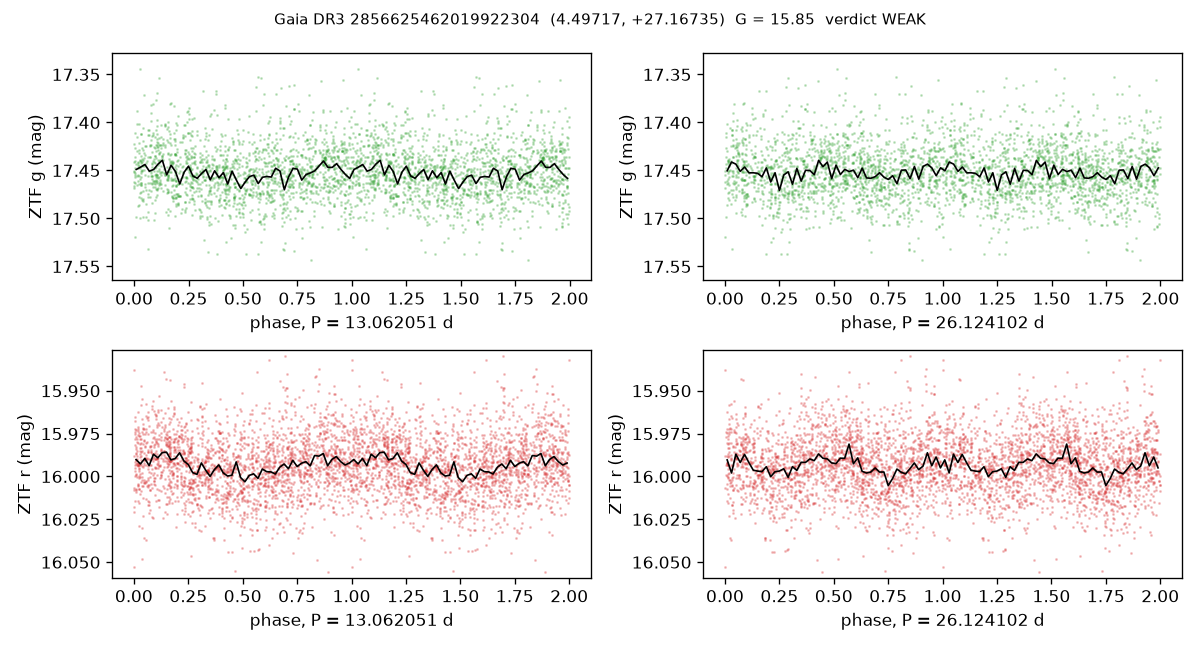 Gaia DR3 2856625462019922304 (4.49717, +27.16735) G = 15.85 verdict WEAK
ZTF g (mag)
17.35
17.40
17.45
17.50
17.55
0.00 0.25 0.50 0.75 1.00 1.25 1.50 1.75 2.00
phase, P = 13.062051 d
ZTF g (mag)
17.35
17.40
17.45
17.50
17.55
0.00 0.25 0.50 0.75 1.00 1.25 1.50 1.75 2.00
phase, P = 26.124102 d
ZTF r (mag)
15.950
15.975
16.000
16.025
16.050
0.00 0.25 0.50 0.75 1.00 1.25 1.50 1.75 2.00
phase, P = 13.062051 d
ZTF r (mag)
15.950
15.975
16.000
16.025
16.050
0.00 0.25 0.50 0.75 1.00 1.25 1.50 1.75 2.00
phase, P = 26.124102 d